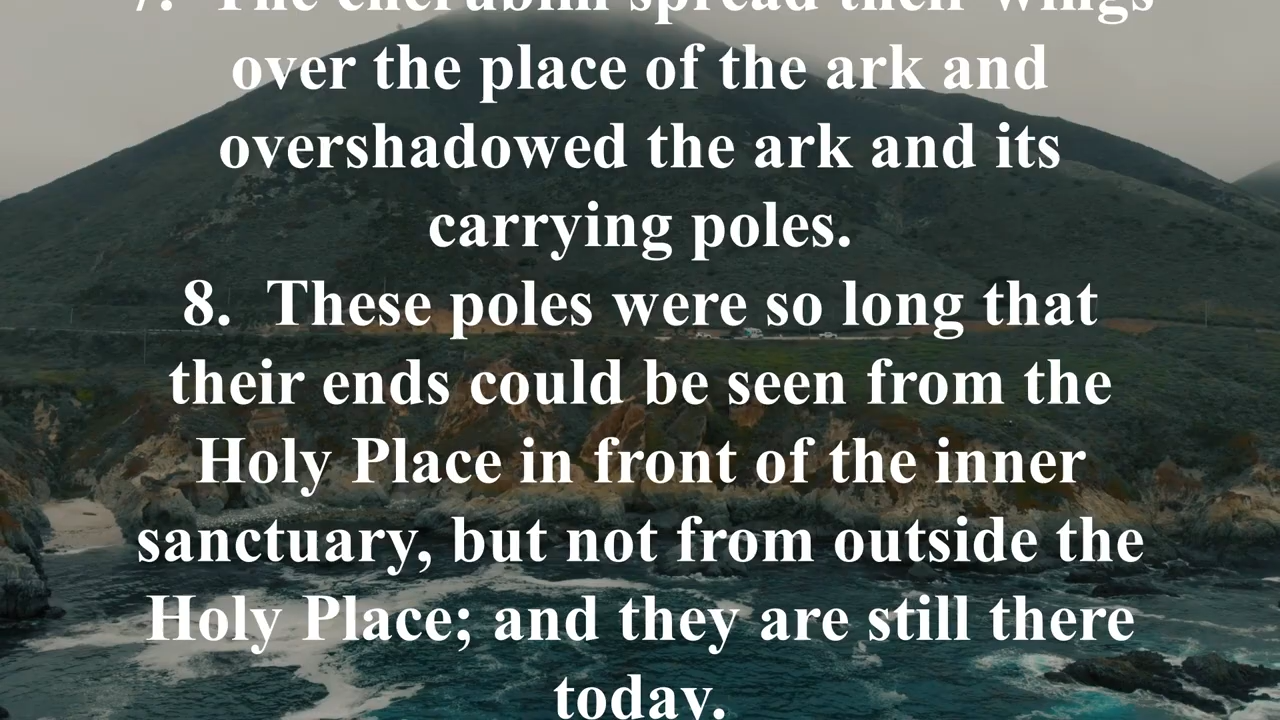 7. The cherubim spread their wings
over the place of the ark and
overshadowed the ark and its
carrying poles.
8. These poles were so long that
their ends could be seen from the
Holy Place in front of the inner
sanctuary, but not from outside the
Holy Place; and they are still there
today.